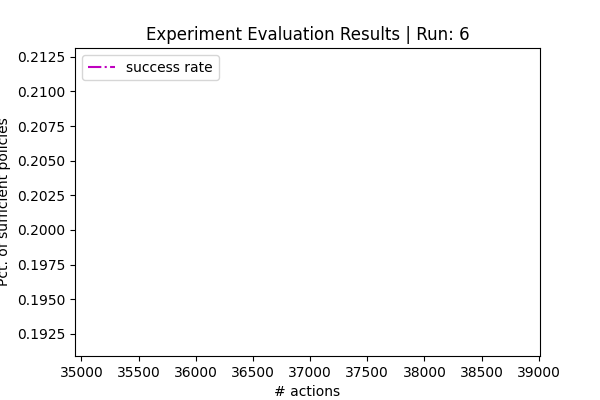 Experiment Evaluation Results | Run: 6
success rate
Pct. of sufficient policies
0.2125
0.2100
0.2075
0.2050
0.2025
0.2000
0.1975
0.1950
0.1925
35000 35500 36000 36500 37000 37500 38000 38500 39000
# actions